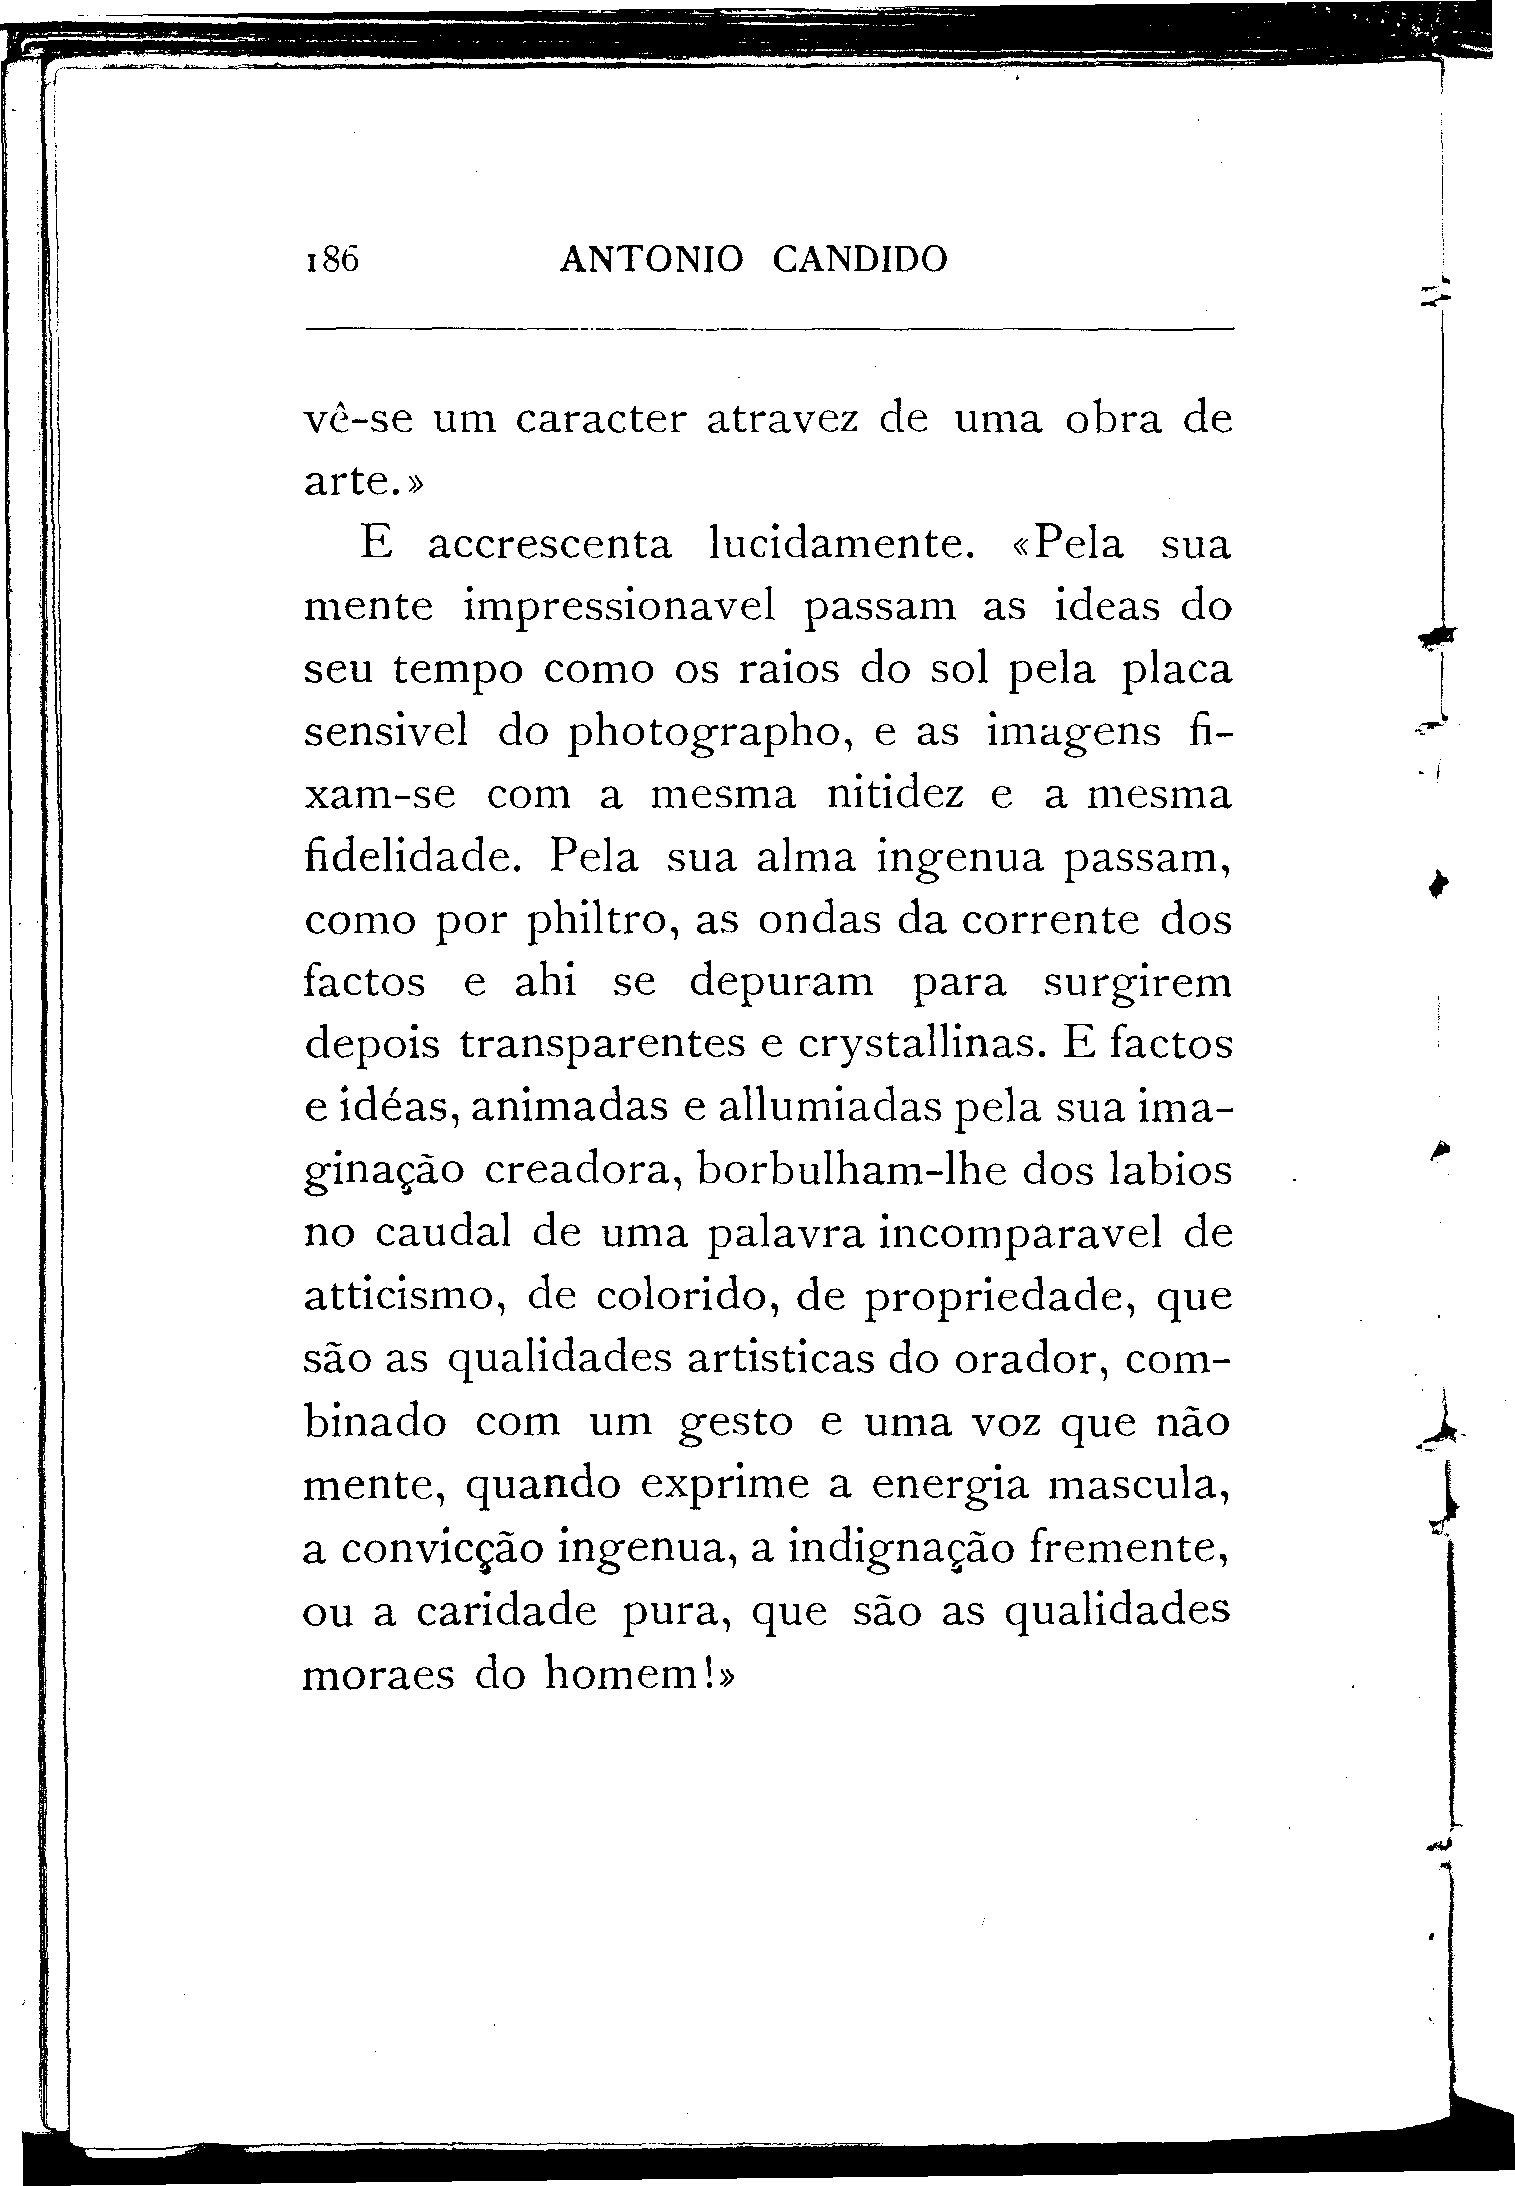 186 ANTONIO CANDIDO
vê-se um caracter atravez de uma obra de
arte.»
E accrescenta lucidamente. «Pela sua
mente impressionavel passam as ideas do
seu tempo como os raios do sol pela placa
sensivel do photographo, e as imagens fi-
xam-se com a mesma nitidez e a mesma
fidelidade. Pela sua alma ingenua passam,
como por philtro, as ondas da corrente dos
factos e ahi se depuram para surgirem
depois transparentes e crystallinas. E factos
e idéas, animadas e allumiadas pela sua ima-
ginação creadora, borbulham-lhe dos labios
no caudal de uma palavra incomparavel de
atticismo, de colorido, de propriedade, que
são as qualidades artisticas do orador, com-
binado com um gesto e uma voz que não
mente, quando exprime a energia mascula,
a convicção ingenua, a indignação fremente,
ou a caridade pura, que são as qualidades
moraes do homem!»